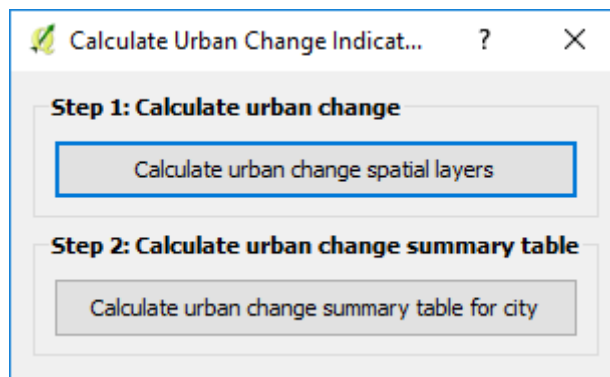 Calculate Urban Change Indicat... ?
Step 1: Calculate urban change
Calculate urban change spatial layers
Step 2: Calculate urban change summary table
Calculate urban change summary table for city